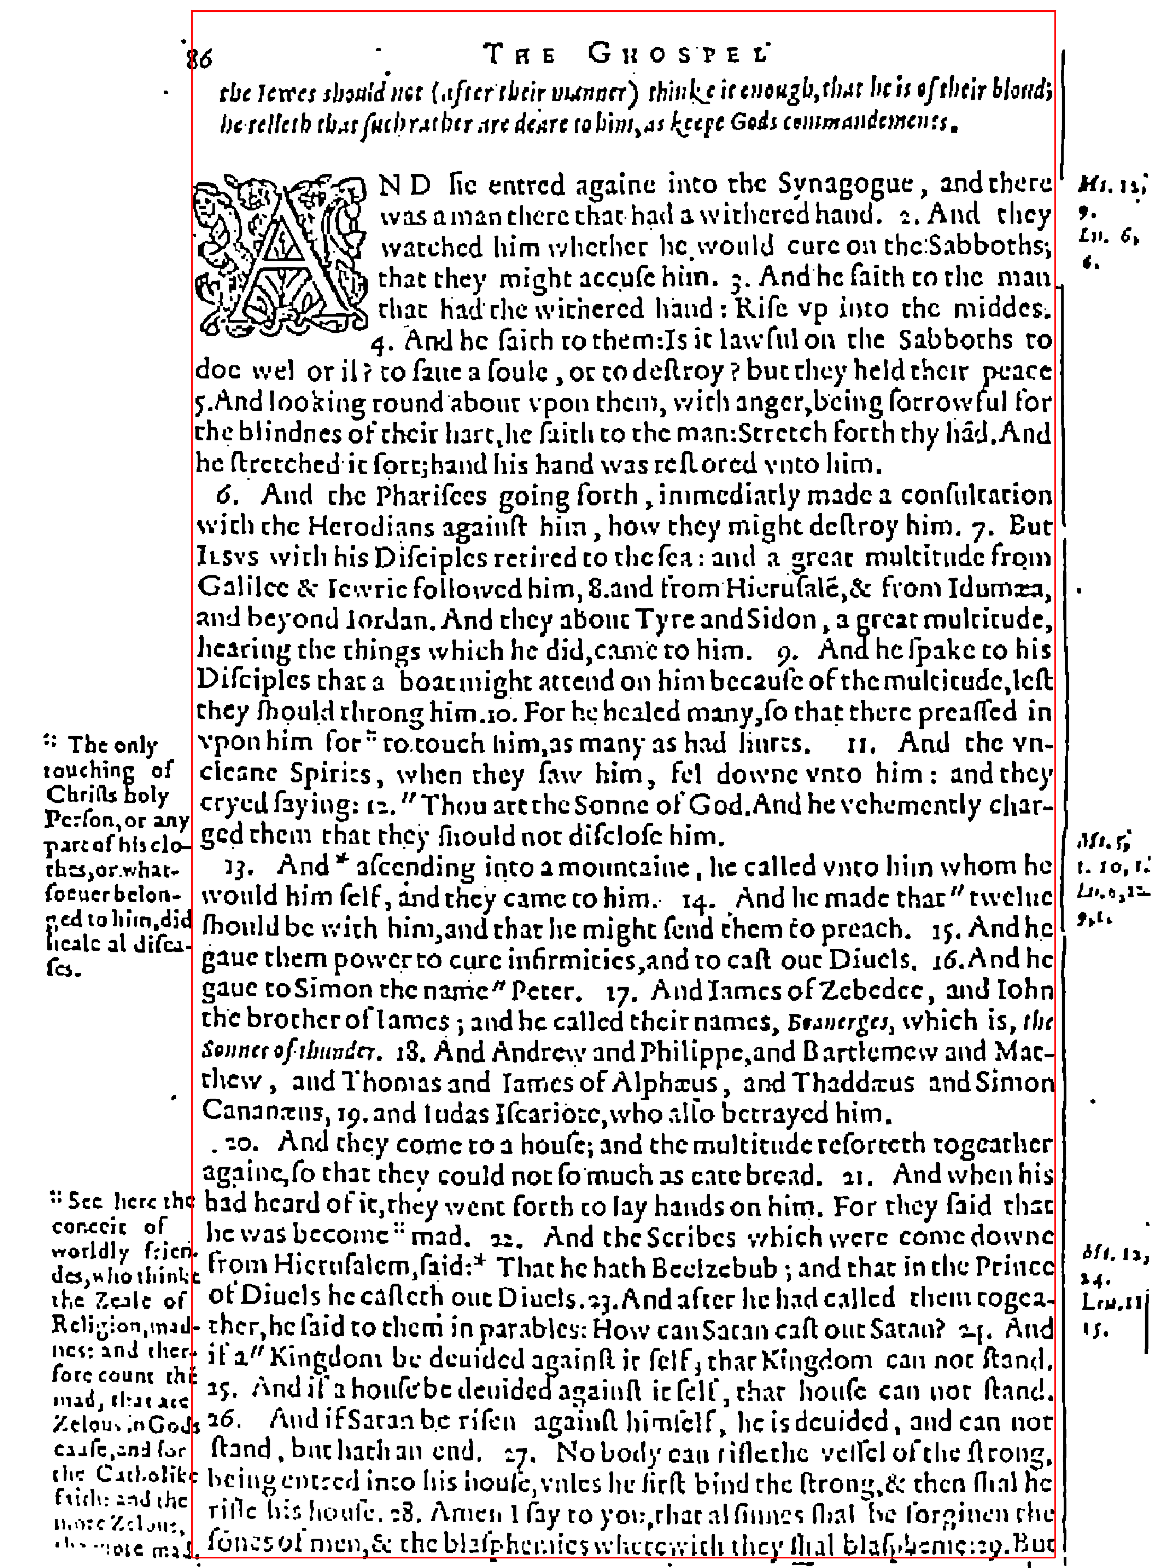 86
THE GHOSPEL
the Iewes should not (after their manner) thinke it enough, that he is of their bloud;
he telleth that such rather are deare to him, as keepe Gods commandements.
AND he entred againe into the Synagogue, and there
was a man there that had a withered hand. 2. And they
watched him whether he would cure on the Sabboths;
that they might accuſe him. 3. And he ſaith to the man
that had the withered hand: Riſe vp into the middes.
4. And he ſaith to them: Is it lawful on the Sabboths to
doe wel or il? to ſaue a ſoule, or to deſtroy? but they held their peace
5. And looking round about vpon them, with anger, being ſorrowful for
the blindnes of their hart, he ſaith to the man: Stretch forth thy hãd. And
he ſtretched it forth; and his hand was reſtored vnto him.
6. And the Phariſees going forth, immediatly made a conſultation
with the Herodians againſt him, how they might deſtroy him. 7. But
IESVS with his Diſciples retired to the ſea: and a great multitude from
Galilee & Iewrie followed him, 8. and from Hieruſalẽ, & from Idumæa,
and beyond Iordan. And they about Tyre and Sidon, a great multitude,
hearing the things which he did, came to him. 9. And he ſpake to his
Diſciples that a boat might attend on him becauſe of the multitude, leſt
they ſhould throng him. 10. For he healed many, ſo that there preaſſed in
vpon him for :: to touch him, as many as had hurts. 11. And the vn-
cleane Spirits, when they ſaw him, fel downe vnto him: and they
cryed ſaying: 12. " Thou art the Sonne of God. And he vehemently char-
ged them that they ſhould not diſcloſe him.
13. And * aſcending into a mountaine, he called vnto him whom he
would him ſelf, and they came to him. 14. And he made that " twelue
ſhould be with him, and that he might ſend them to preach. 15. And he
gaue them power to cure infirmities, and to caſt out Diuels. 16. And he
gaue to Simon the name " Peter. 17. And Iames of Zebedee, and Iohn
the brother of Iames; and he called their names, Boanerges, which is, the
Sonnes of thunder. 18. And Andrew and Philippe, and Bartlemew and Mat-
thew, and Thomas and Iames of Alphæus, and Thaddæus and Simon
Cananæus, 19. and Iudas Iſcariote, who alſo betrayed him.
20. And they come to a houſe; and the multitude reſorteth togeather
againe, ſo that they could not ſo much as eate bread. 21. And when his
had heard of it, they went forth to lay hands on him. For they ſaid that
he was become :: mad. 22. And the Scribes which were come downe
from Hieruſalem, ſaid: * That he hath Beelzebub; and that in the Prince
of Diuels he caſteth out Diuels. 23. And after he had called them togea-
ther, he ſaid to them in parables: How can Satan caſt out Satan? 24. And
if a " Kingdom be deuided againſt it ſelf, that Kingdom can not ſtand.
25. And if a houſe be deuided againſt it ſelf, that houſe can not ſtand.
26. And if Satan be riſen againſt himſelf, he is deuided, and can not
ſtand, but hath an end. 27. No body can rifle the veſſel of the ſtrong,
being entred into his houſe, vnles he firſt bind the ſtrong, & then ſhal he
rifle his houſe. 28. Amen I ſay to you, that al ſinnes ſhal be forgiuen the
ſonnes of men, & the blaſphemies wherewith they ſhal blaſpheme: 29. But
:: The only
touching of
Chriſts holy
Perſon, or any
part of his clo-
thes, or what-
ſoeuer belon-
ged to him, did
heale al diſea-
ſes.
:: See here the
conceit of
worldly frien-
des, who thinke
the Zeale of
Religion, mad-
nes: and ther-
fore count thẽ
mad, that are
Zelous in Gods
cauſe, and for
the Catholike
faith: and the
more Zelous,
the more mad.
Mt. 12,
9.
Lu. 6,
6.
Mt. 5,
1. 10, 1.
Lu. 6, 12.
9, 1.
Mt. 12,
24.
Luc. 11
15.